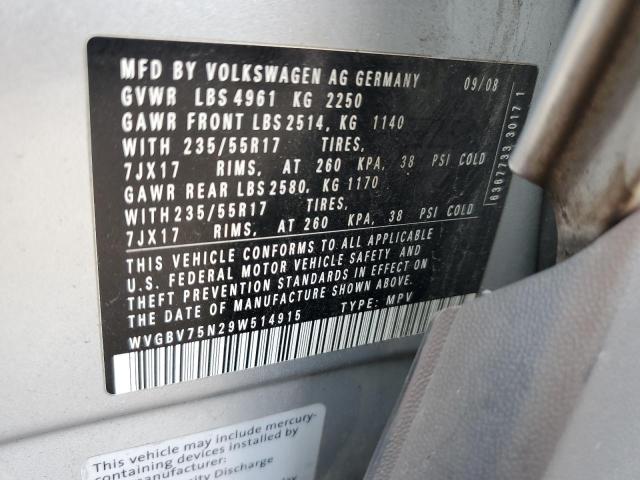 MFD BY VOLKSWAGEN AG GERMANY 09/08
GVWR LBS 4961 KG 2250
GAWR FRONT LBS 2514, KG 1140
WITH 235/55R17 TIRES,
7JX17 RIMS, AT 260 KPA, 38 PSI COLD
GAWR REAR LBS 2580, KG 1170
WITH 235/55R17 TIRES,
7JX17 RIMS, AT 260 KPA, 38 PSI COLD
THIS VEHICLE CONFORMS TO ALL APPLICABLE
U.S. FEDERAL MOTOR VEHICLE SAFETY AND
THEFT PREVENTION STANDARDS IN EFFECT ON
THE DATE OF MANUFACTURE SHOWN ABOVE.
WVGBV75N29W514915 TYPE: MPV
6367733 3017 1
This vehicle may include mercury-
containing devices installed by
manufacturer:
Discharge